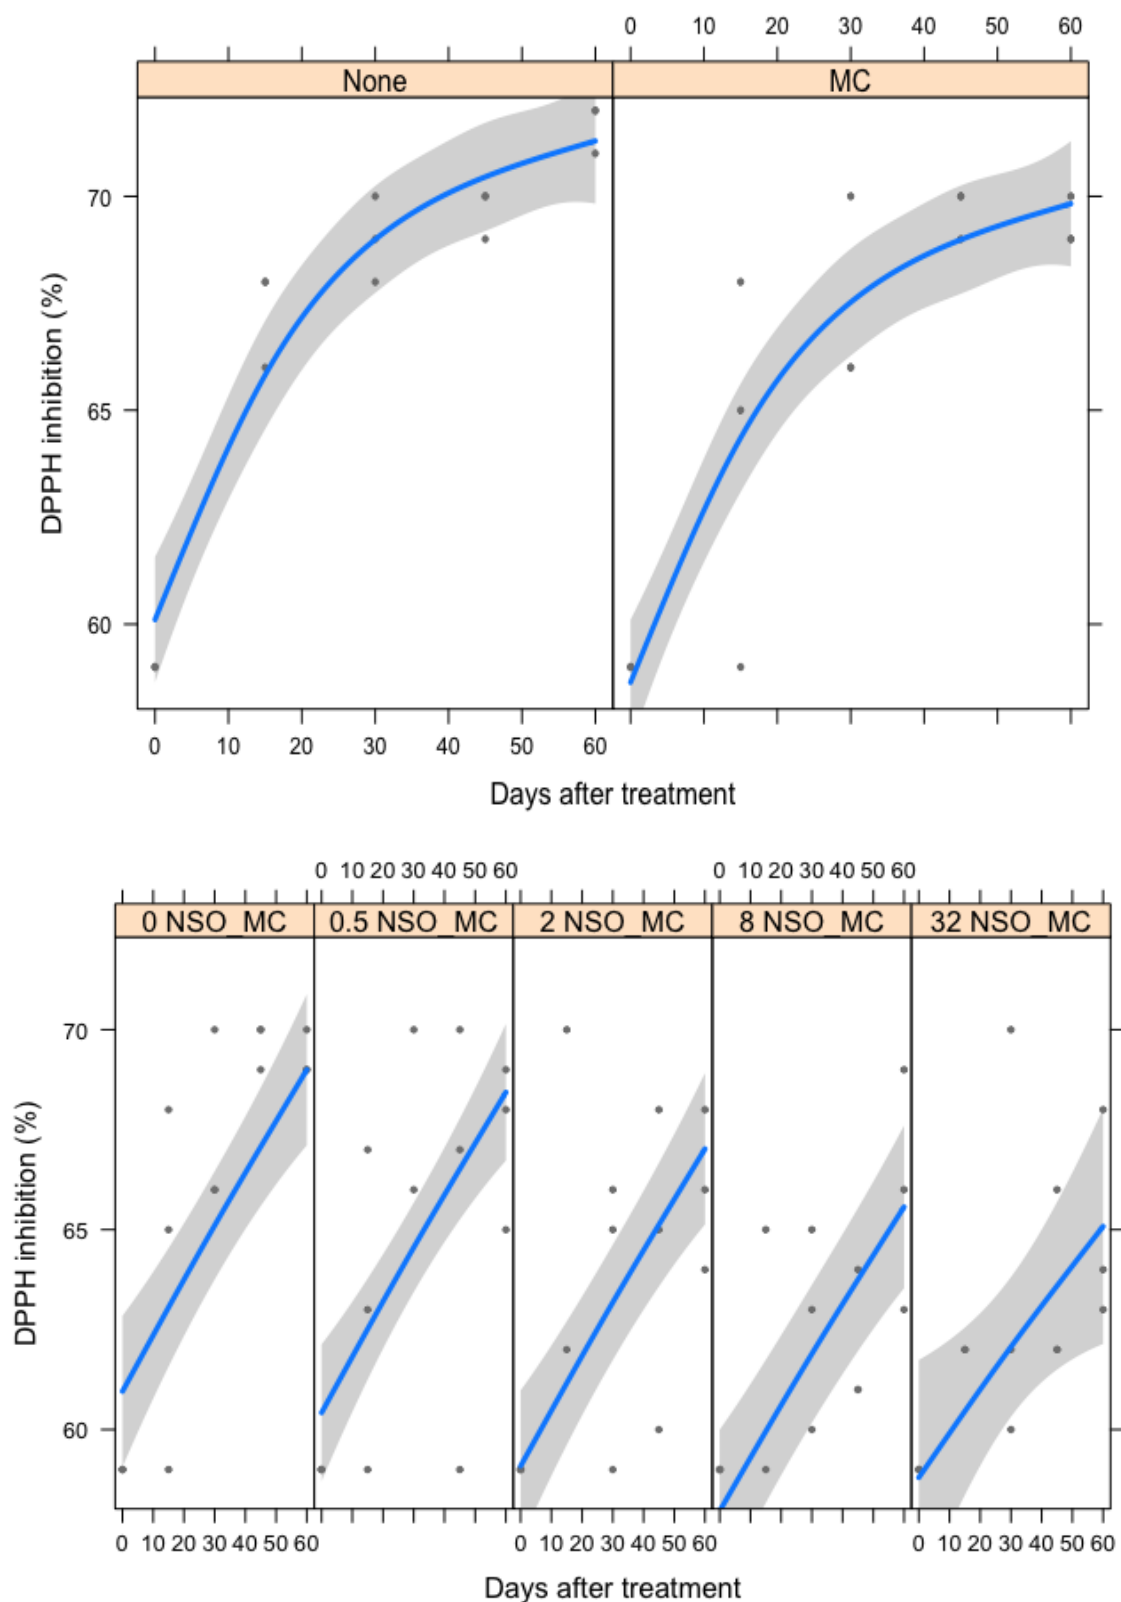 0 10 20 30 40 50 60
None MC
70
65
60
DPPH inhibition (%)
0 10 20 30 40 50 60
Days after treatment
0 10 20 30 40 50 60 0 10 20 30 40 50 60
0 NSO_MC 0.5 NSO_MC 2 NSO_MC 8 NSO_MC 32 NSO_MC
70
65
60
DPPH inhibition (%)
0 10 20 30 40 50 60 0 10 20 30 40 50 60 0 10 20 30 40 50 60
Days after treatment